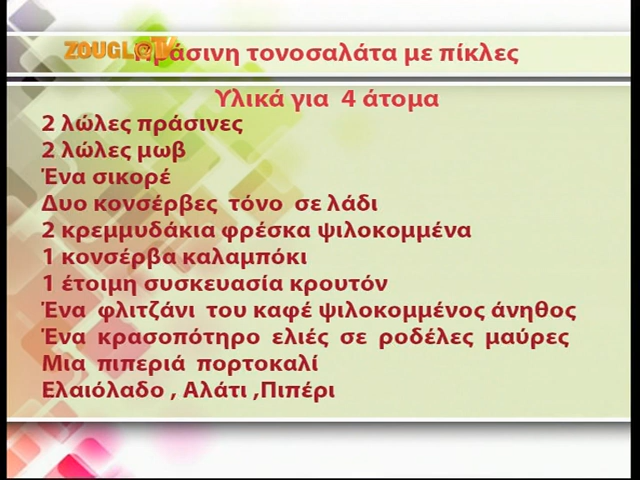 ZOUGL@TV
Πράσινη τονοσαλάτα με πίκλες
Υλικά για 4 άτομα
2 λώλες πράσινες
2 λώλες μωβ
Ένα σικορέ
Δυο κονσέρβες τόνο σε λάδι
2 κρεμμυδάκια φρέσκα ψιλοκομμένα
1 κονσέρβα καλαμπόκι
1 έτοιμη συσκευασία κρουτόν
Ένα φλιτζάνι του καφέ ψιλοκομμένος άνηθος
Ένα κρασοπότηρο ελιές σε ροδέλες μαύρες
Μια πιπεριά πορτοκαλί
Ελαιόλαδο , Αλάτι ,Πιπέρι